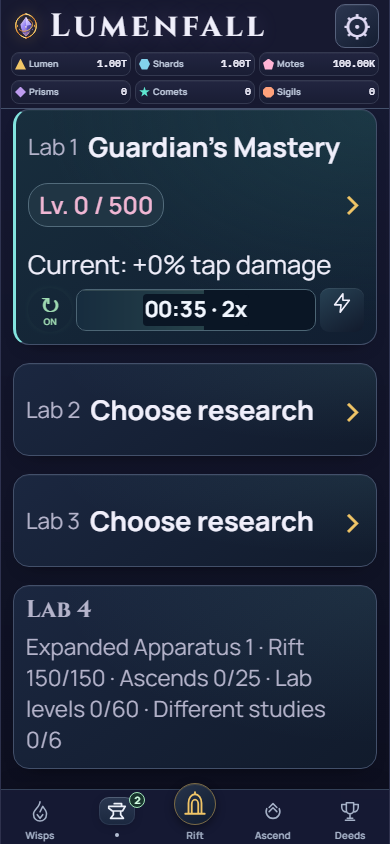 LUMENFALL
Lumen 1.00T
Shards 1.00T
Motes 100.00K
Prisms 0
Comets 0
Sigils 0
Lab 1 Guardian's Mastery
Lv. 0 / 500
Current: +0% tap damage
ON
00:35 · 2x
Lab 2 Choose research
Lab 3 Choose research
LAB 4
Expanded Apparatus 1 · Rift
150/150 · Ascends 0/25 · Lab
levels 0/60 · Different studies
0/6
2
Wisps
Rift
Ascend
Deeds